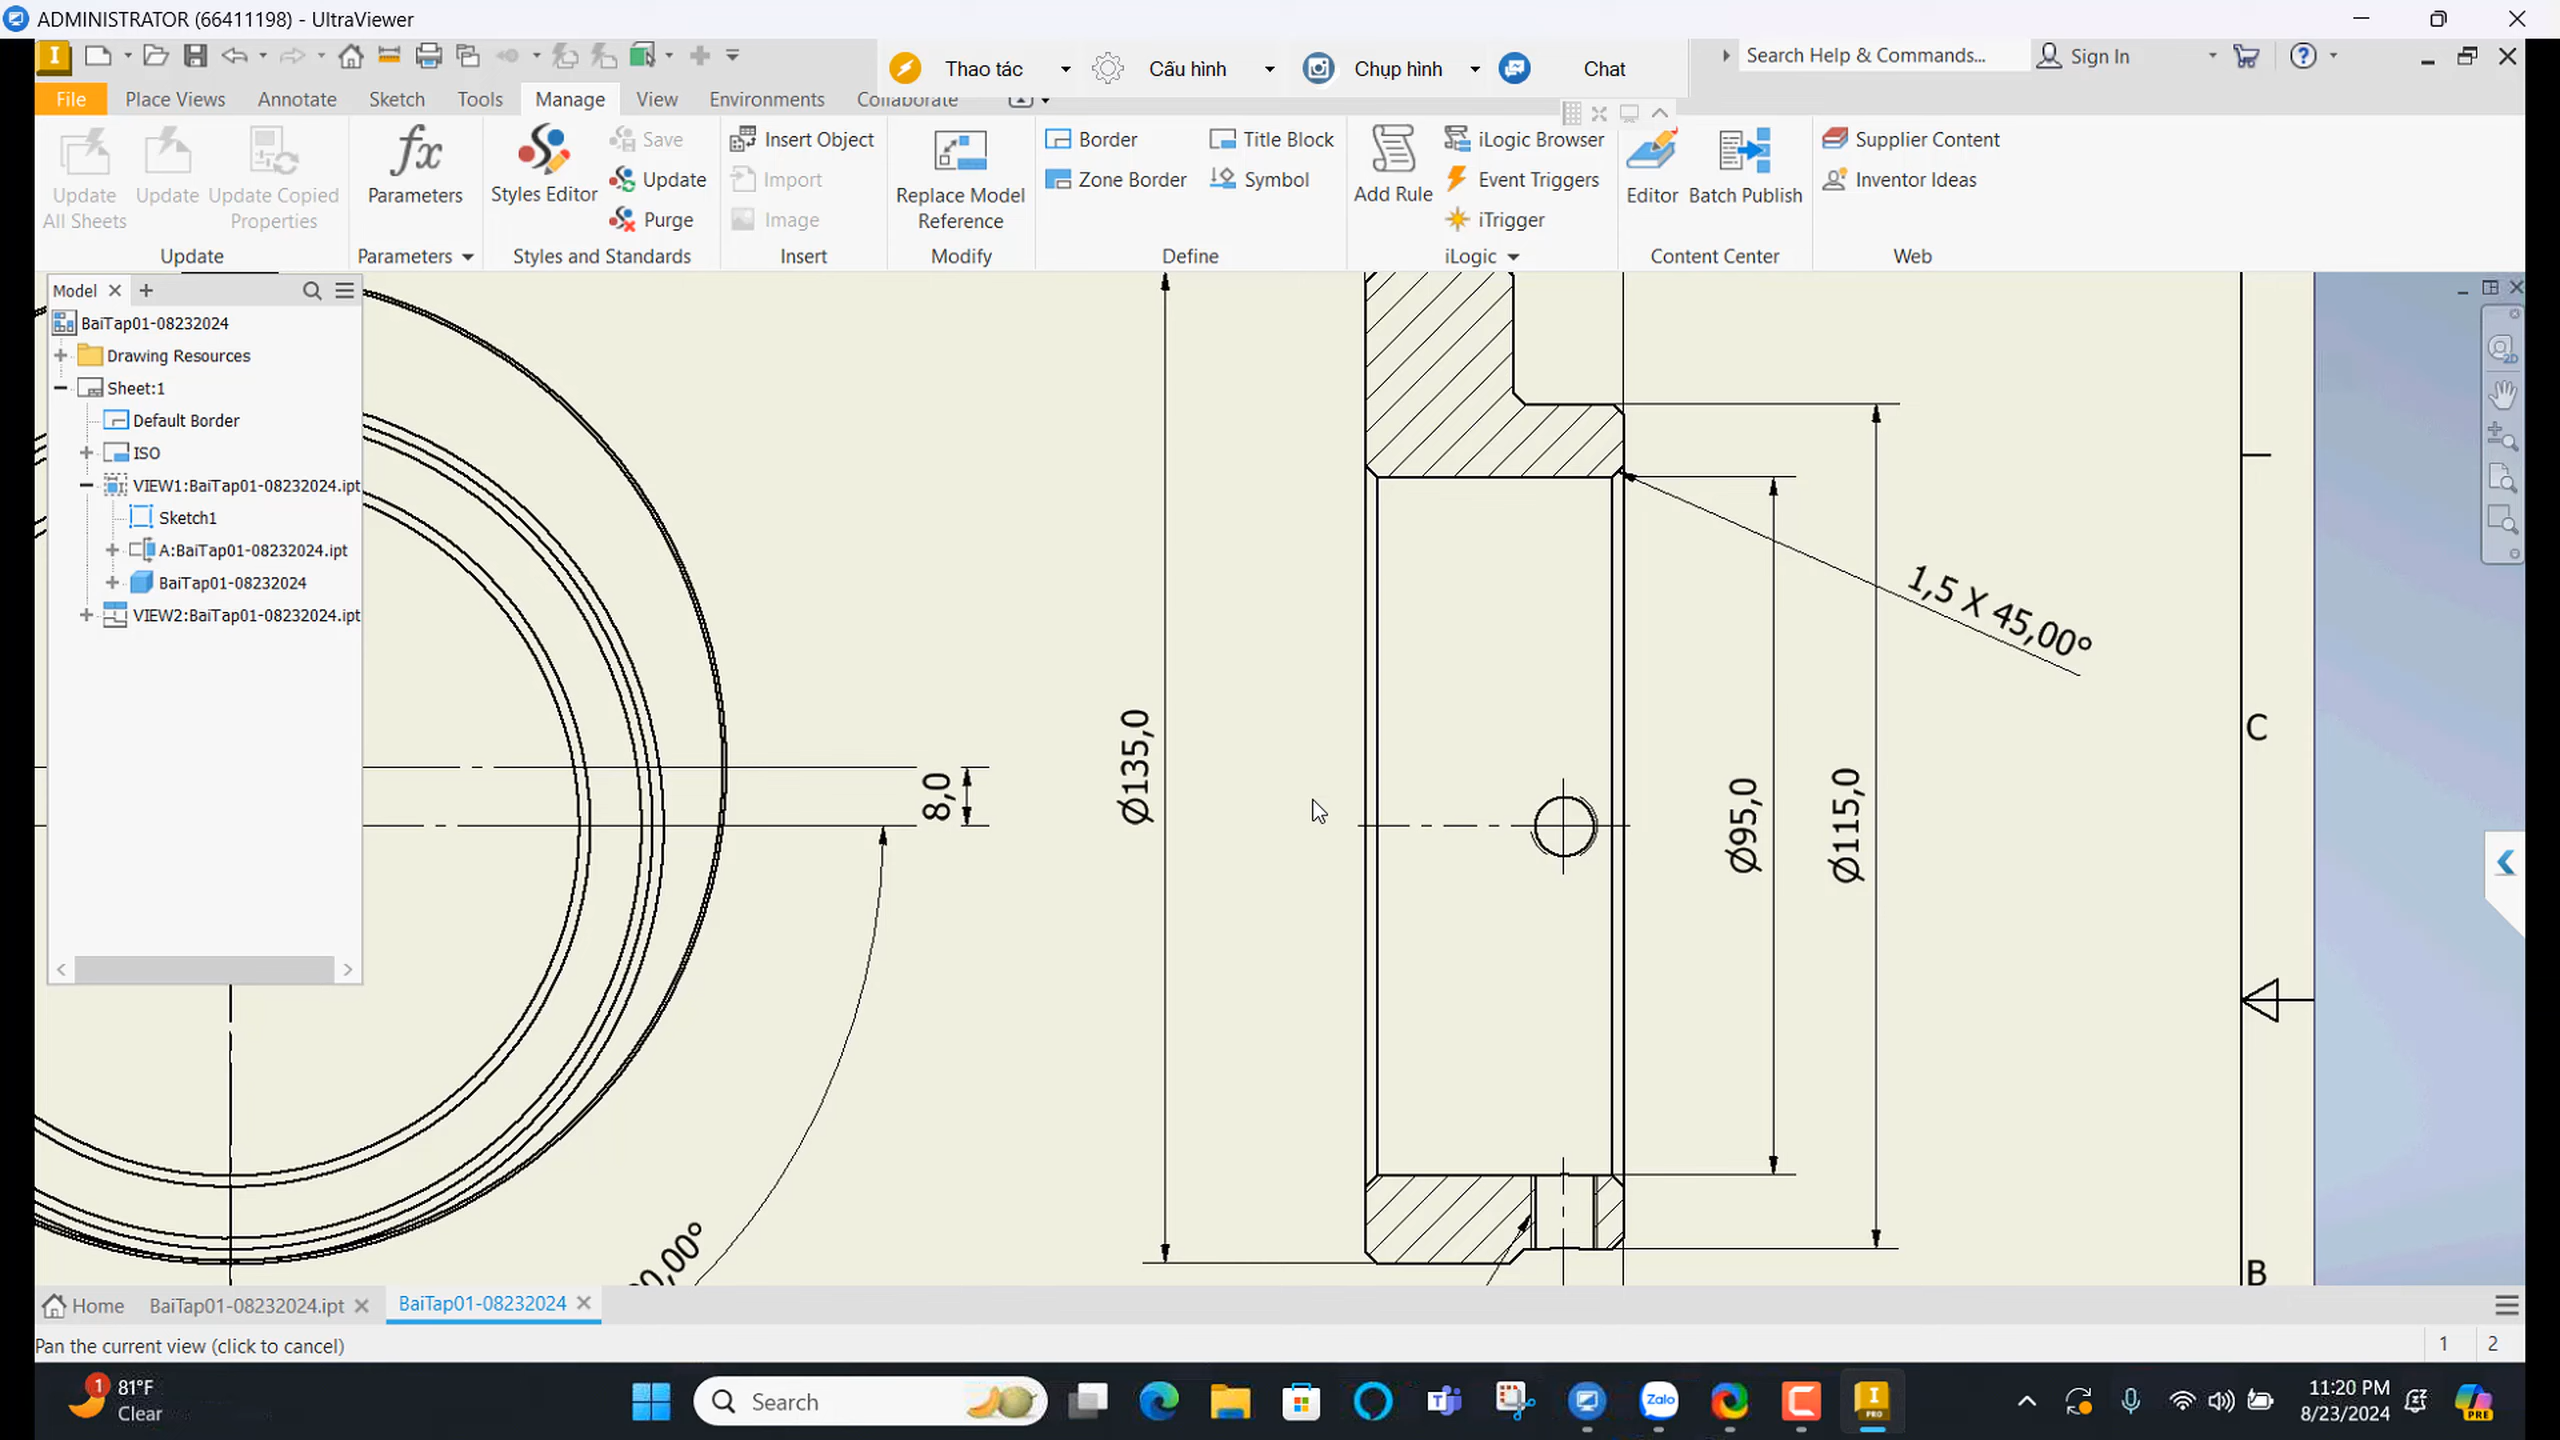 ADMINISTRATOR (66411198) - UltraViewer
Thao tác
Cấu hình
Chụp hình
Chat
Search Help & Commands...
Sign In
File
Place Views
Annotate
Sketch
Tools
Manage
View
Environments
Collaborate
Update All Sheets
Update
Update Copied Properties
Update
Parameters
Parameters
Styles Editor
Save
Update
Purge
Styles and Standards
Insert Object
Import
Image
Insert
Replace Model Reference
Modify
Border
Title Block
Zone Border
Symbol
Define
Add Rule
iLogic Browser
Event Triggers
iTrigger
iLogic
Editor
Batch Publish
Content Center
Supplier Content
Inventor Ideas
Web
Model
BaiTap01-08232024
Drawing Resources
Sheet:1
Default Border
ISO
VIEW1:BaiTap01-08232024.ipt
Sketch1
A:BaiTap01-08232024.ipt
BaiTap01-08232024
VIEW2:BaiTap01-08232024.ipt
1,5 X 45,00°
Ø135,0
8,0
Ø95,0
Ø115,0
C
B
Home
BaiTap01-08232024.ipt
BaiTap01-08232024
Pan the current view (click to cancel)
1
2
1
81°F
Clear
Search
Zalo
I
PRO
11:20 PM
8/23/2024
PRE